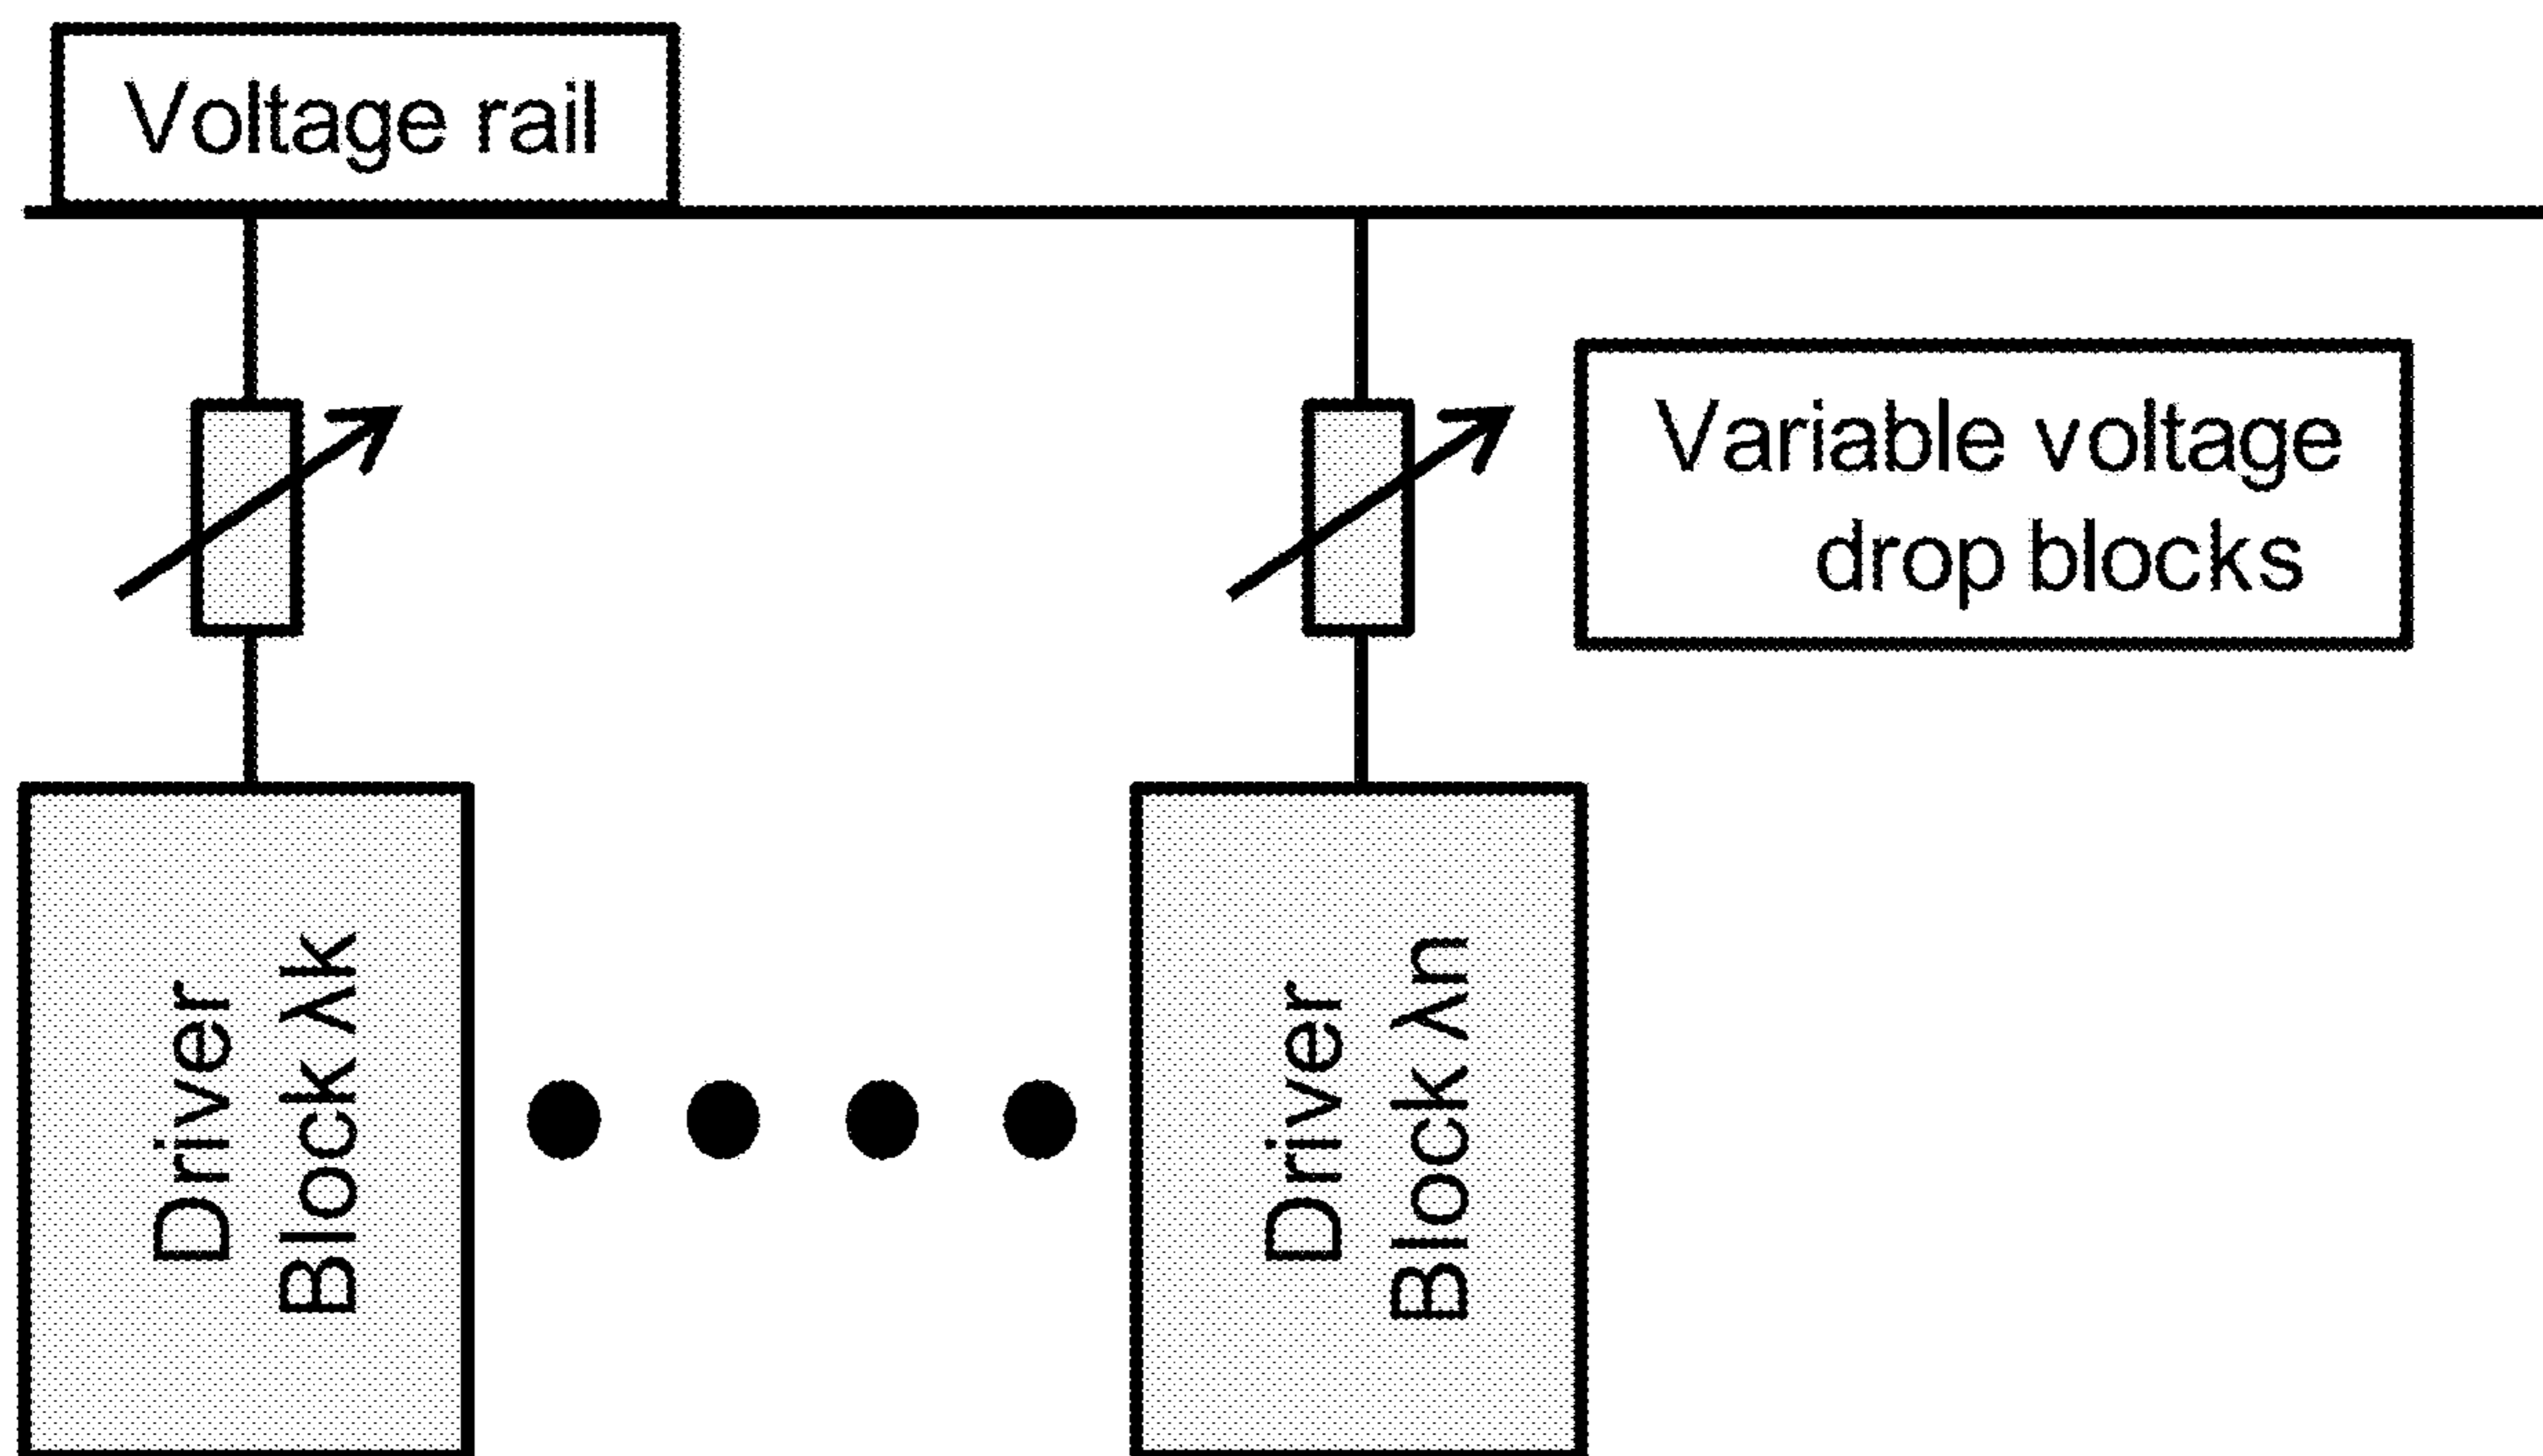 Voltage rail
Variable voltage
drop blocks
Driver
Block λk
Driver
Block λn